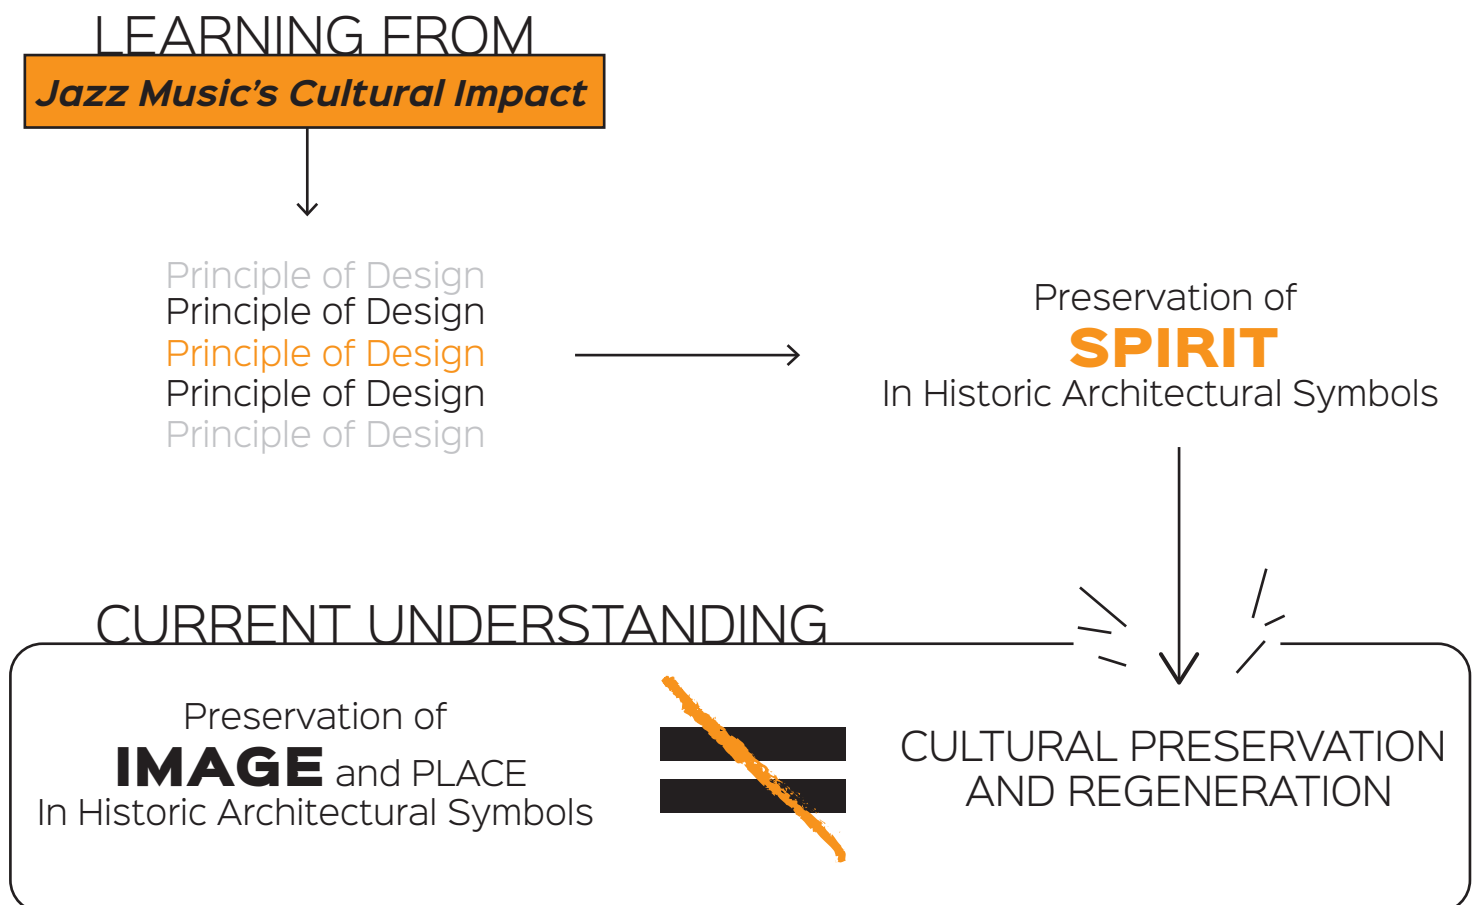 LEARNING FROM
Jazz Music’s Cultural Impact
Principle of Design
Principle of Design
Principle of Design
Principle of Design
Principle of Design
Preservation of
SPIRIT
In Historic Architectural Symbols
CURRENT UNDERSTANDING
Preservation of
IMAGE and PLACE
In Historic Architectural Symbols
CULTURAL PRESERVATION
AND REGENERATION